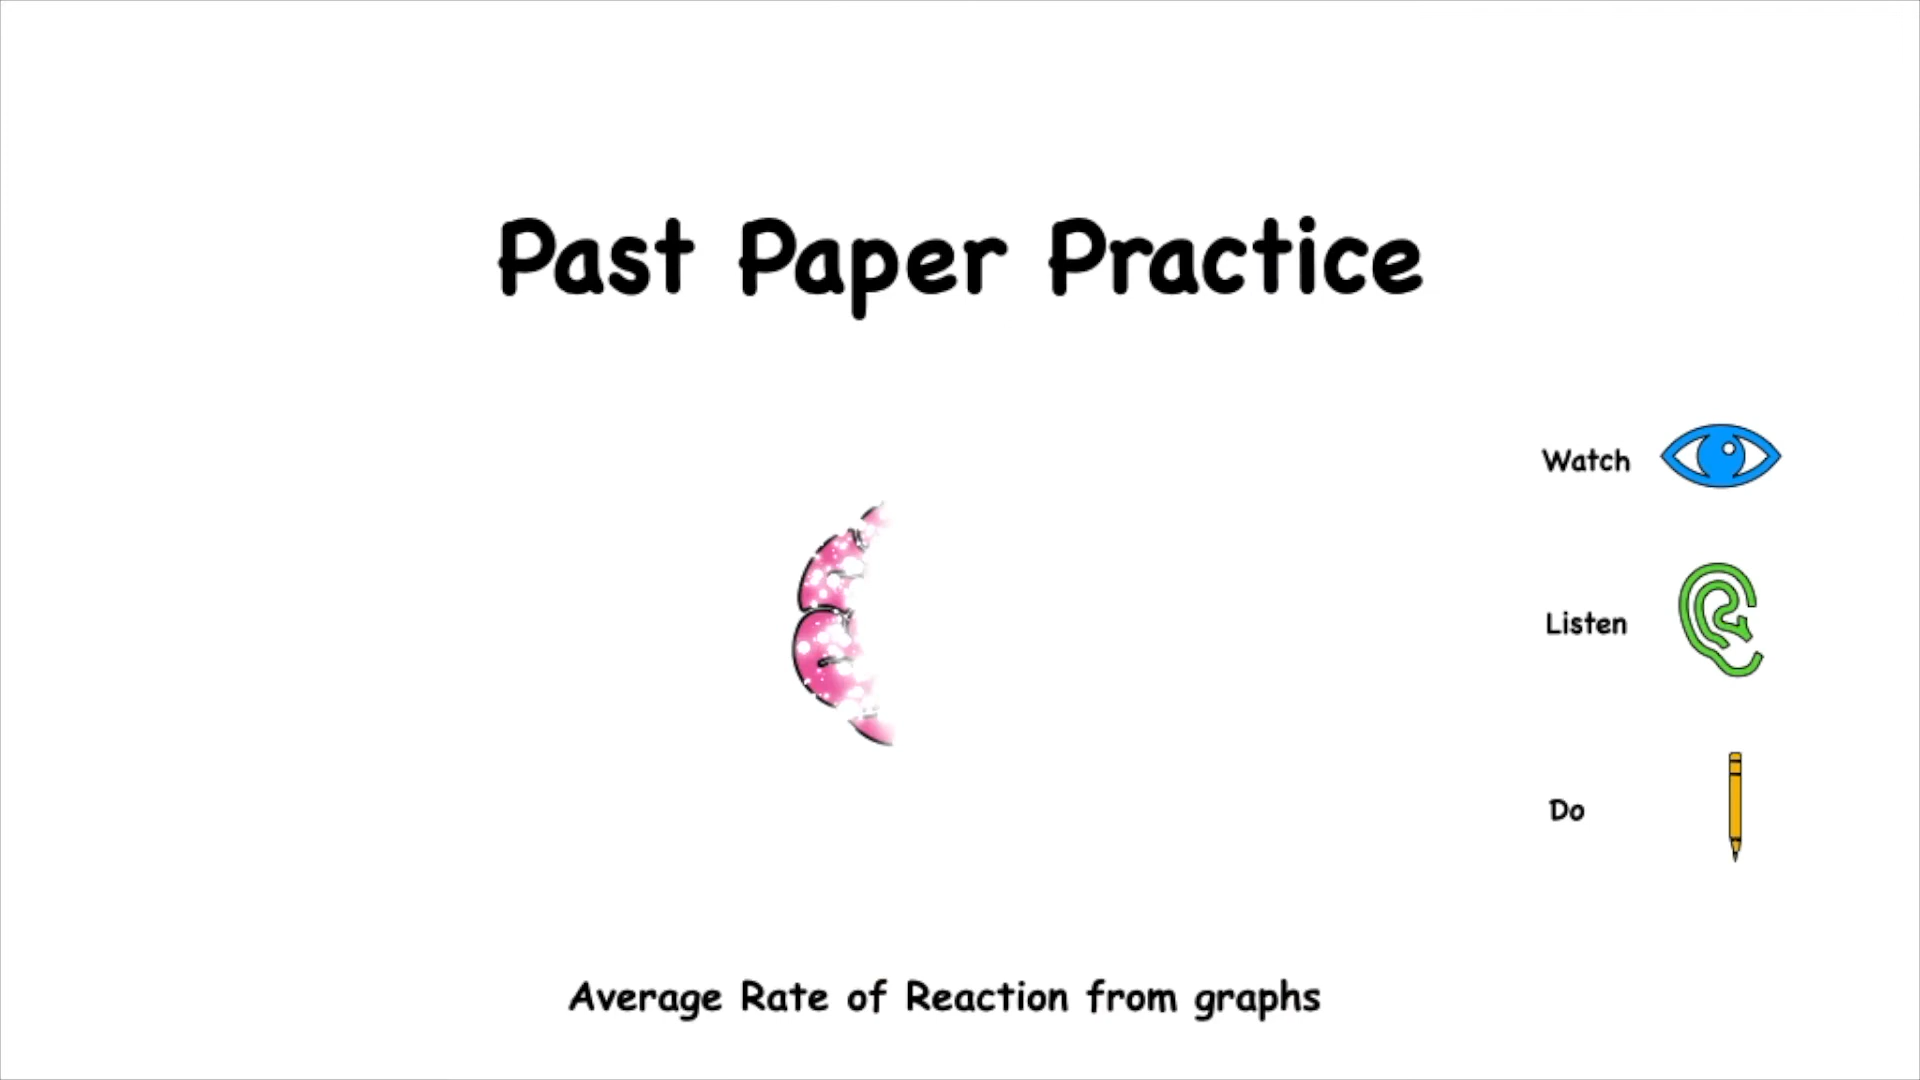 Past Paper Practice
Watch
Listen
Do
Average Rate of Reaction from graphs